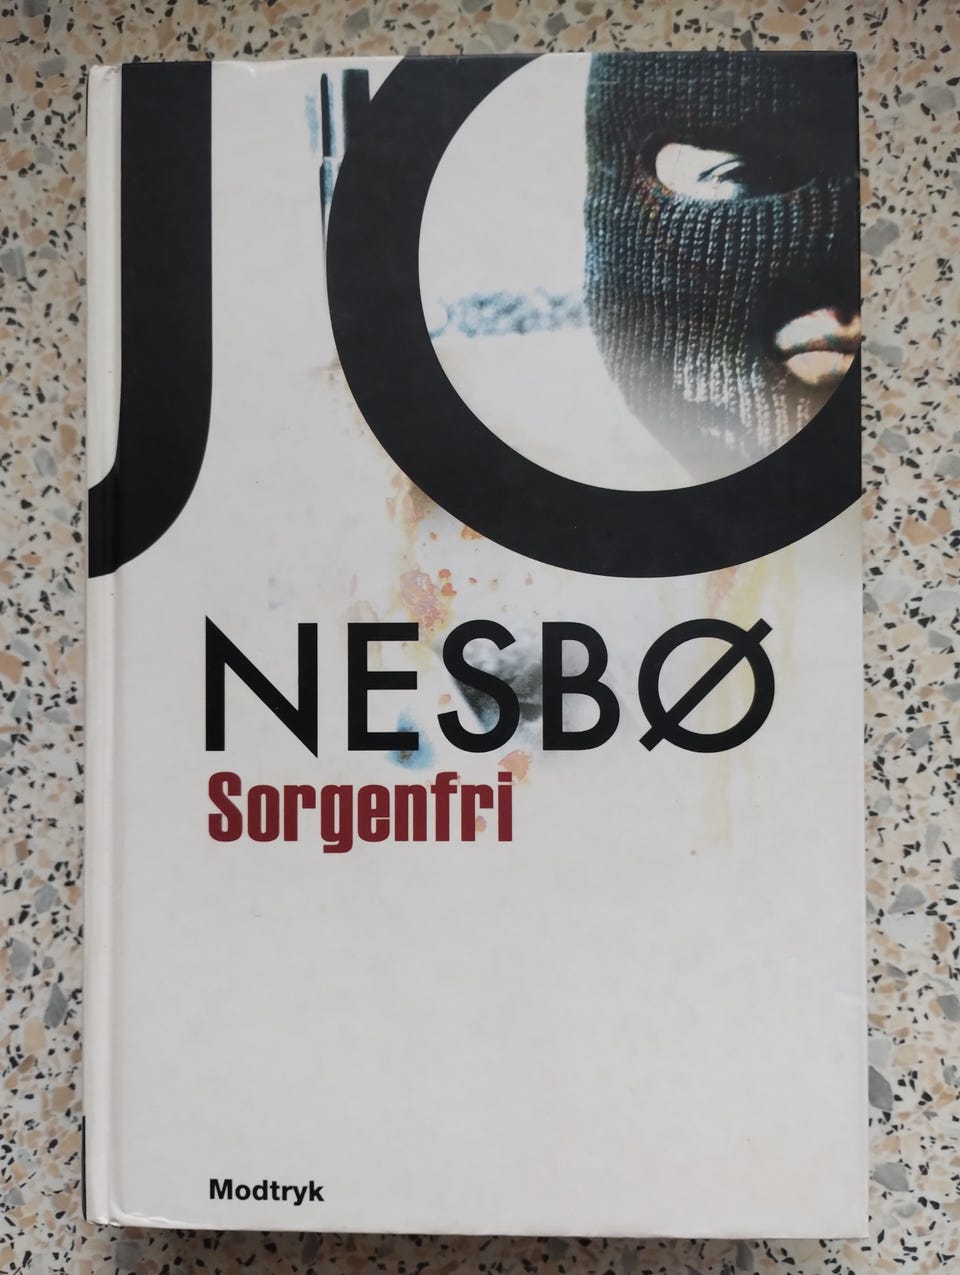 JO
NESBØ
Sorgenfri
Modtryk